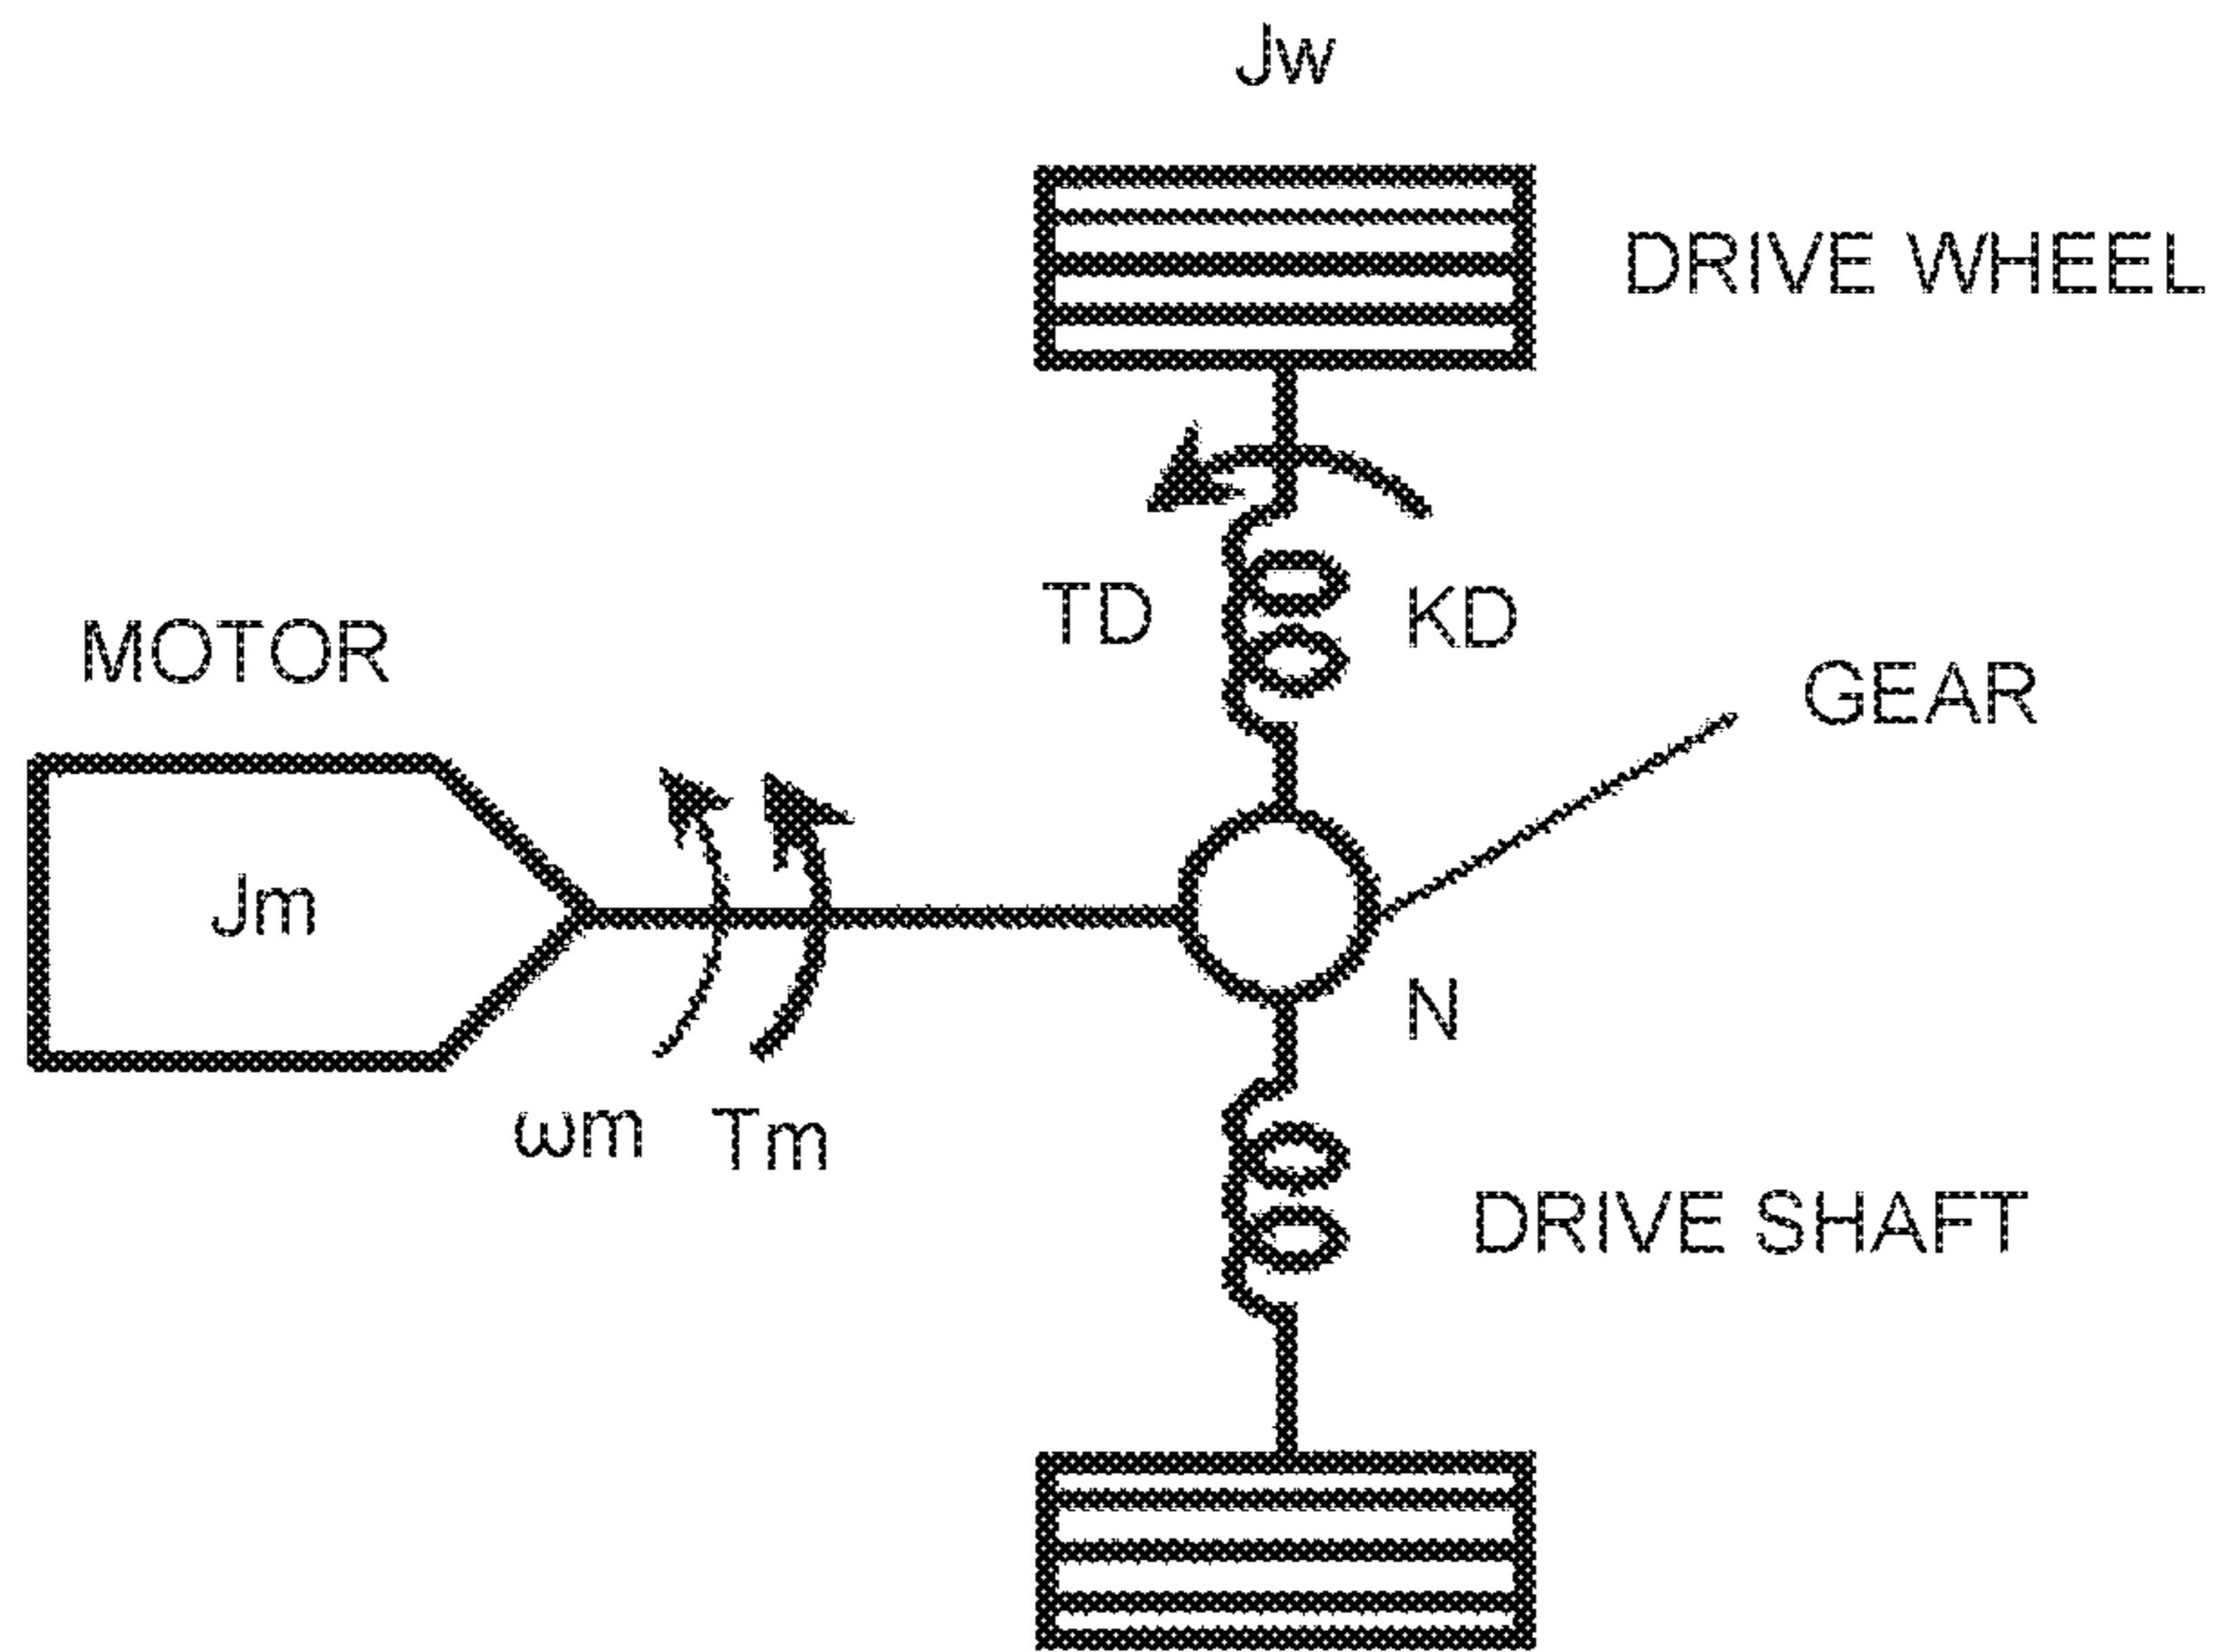 Jw
DRIVE WHEEL
TD
KD
MOTOR
GEAR
Jm
N
ωm
Tm
DRIVE SHAFT